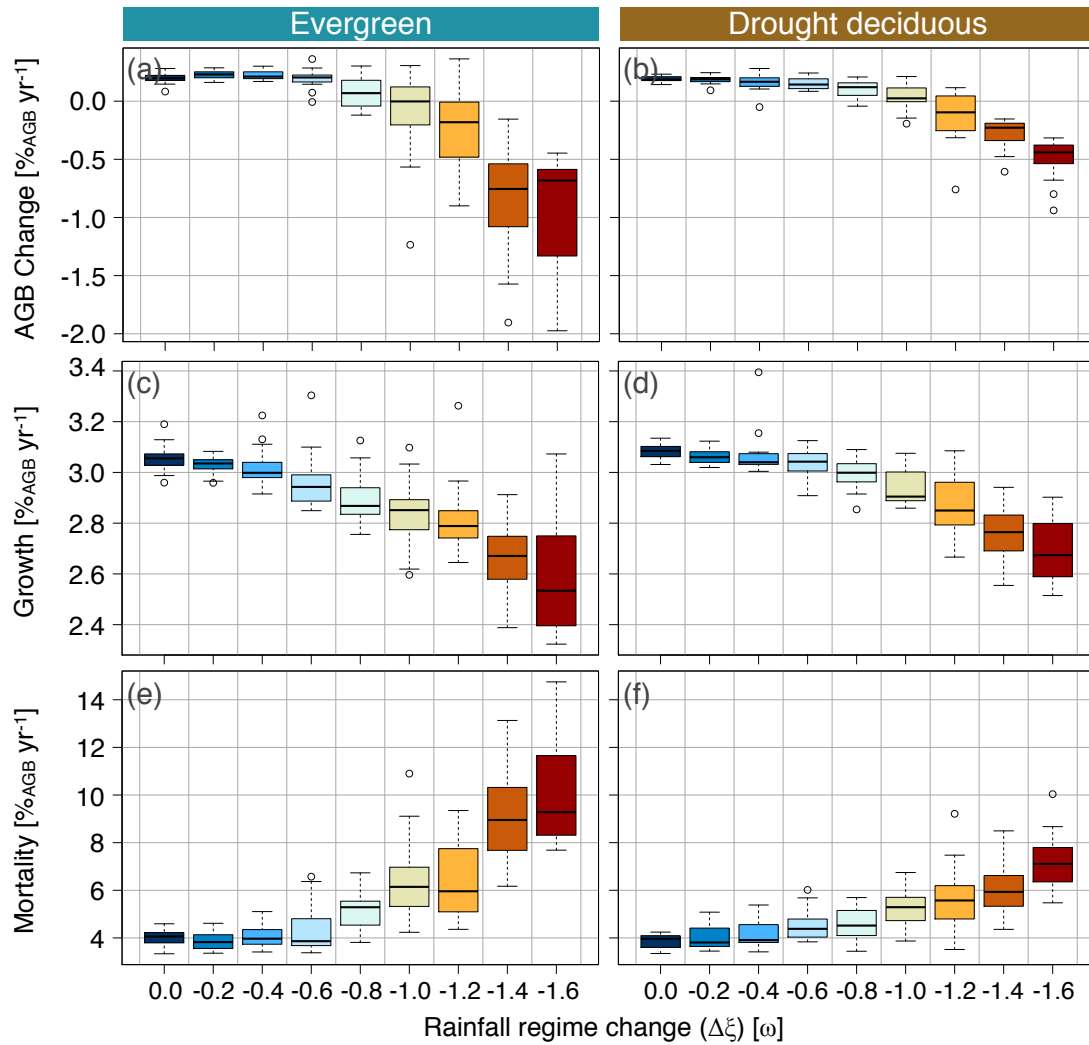 Evergreen
Drought deciduous
(a)
(b)
AGB Change [%AGB yr-1]
0.0
-0.5
-1.0
-1.5
-2.0
(c)
(d)
Growth [%AGB yr-1]
3.4
3.2
3.0
2.8
2.6
2.4
(e)
(f)
Mortality [%AGB yr-1]
14
12
10
8
6
4
0.0 -0.2 -0.4 -0.6 -0.8 -1.0 -1.2 -1.4 -1.6
0.0 -0.2 -0.4 -0.6 -0.8 -1.0 -1.2 -1.4 -1.6
Rainfall regime change (Δξ) [ω]